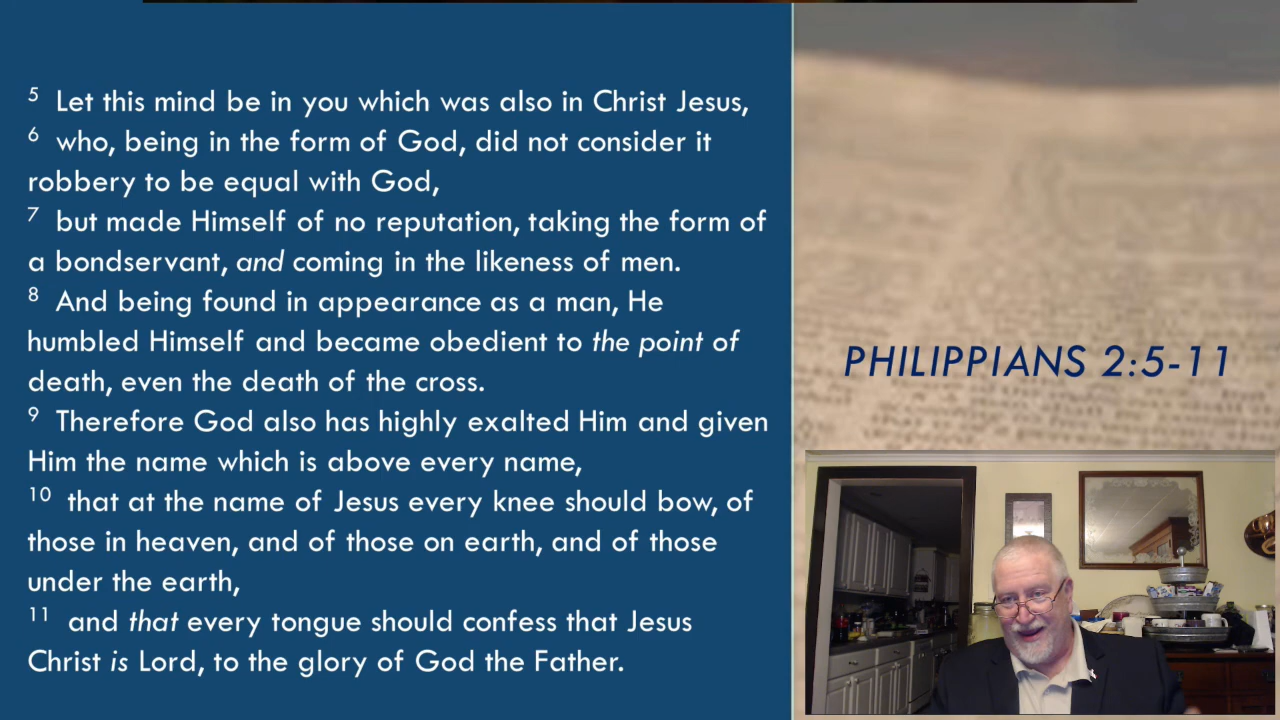 5 Let this mind be in you which was also in Christ Jesus,
6 who, being in the form of God, did not consider it
robbery to be equal with God,
7 but made Himself of no reputation, taking the form of
a bondservant, and coming in the likeness of men.
8 And being found in appearance as a man, He
humbled Himself and became obedient to the point of
death, even the death of the cross.
9 Therefore God also has highly exalted Him and given
Him the name which is above every name,
10 that at the name of Jesus every knee should bow, of
those in heaven, and of those on earth, and of those
under the earth,
11 and that every tongue should confess that Jesus
Christ is Lord, to the glory of God the Father.
PHILIPPIANS 2:5-11